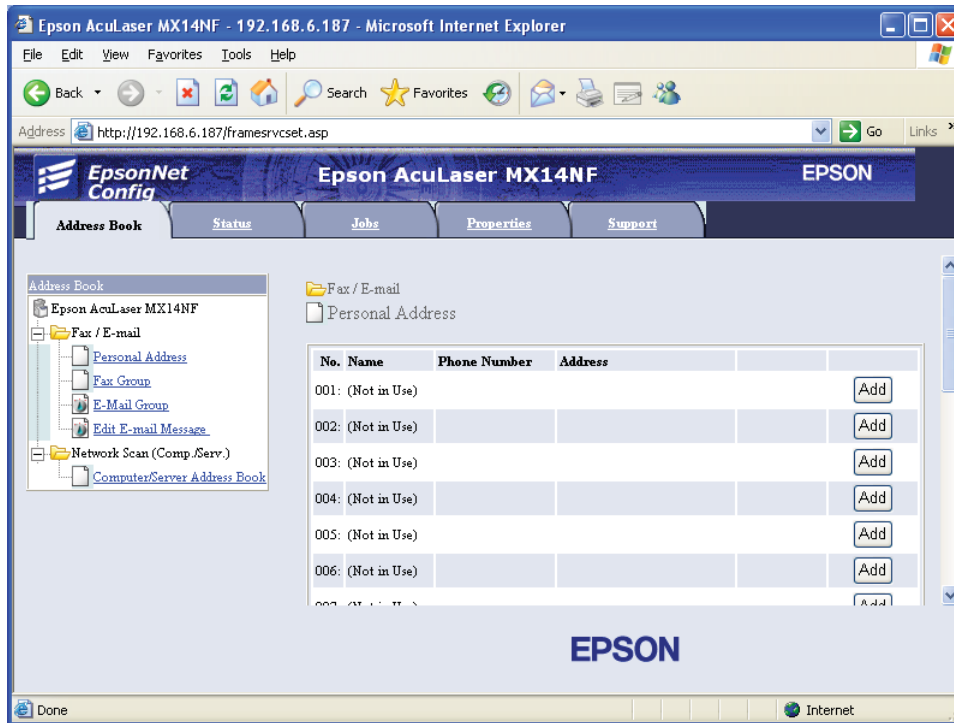 Epson AcuLaser MX14NF - 192.168.6.187 - Microsoft Internet Explorer
File Edit View Favorites Tools Help
Back Search Favorites
Address http://192.168.6.187/framesrvcset.asp Go Links »
EpsonNet Config
Epson AcuLaser MX14NF
EPSON
Address Book Status Jobs Properties Support
Address Book
Epson AcuLaser MX14NF
Fax / E-mail
Personal Address
Fax Group
E-Mail Group
Edit E-mail Message
Network Scan (Comp./Serv.)
Computer/Server Address Book
Fax / E-mail
Personal Address
No. Name Phone Number Address
001: (Not in Use) Add
002: (Not in Use) Add
003: (Not in Use) Add
004: (Not in Use) Add
005: (Not in Use) Add
006: (Not in Use) Add
EPSON
Done Internet